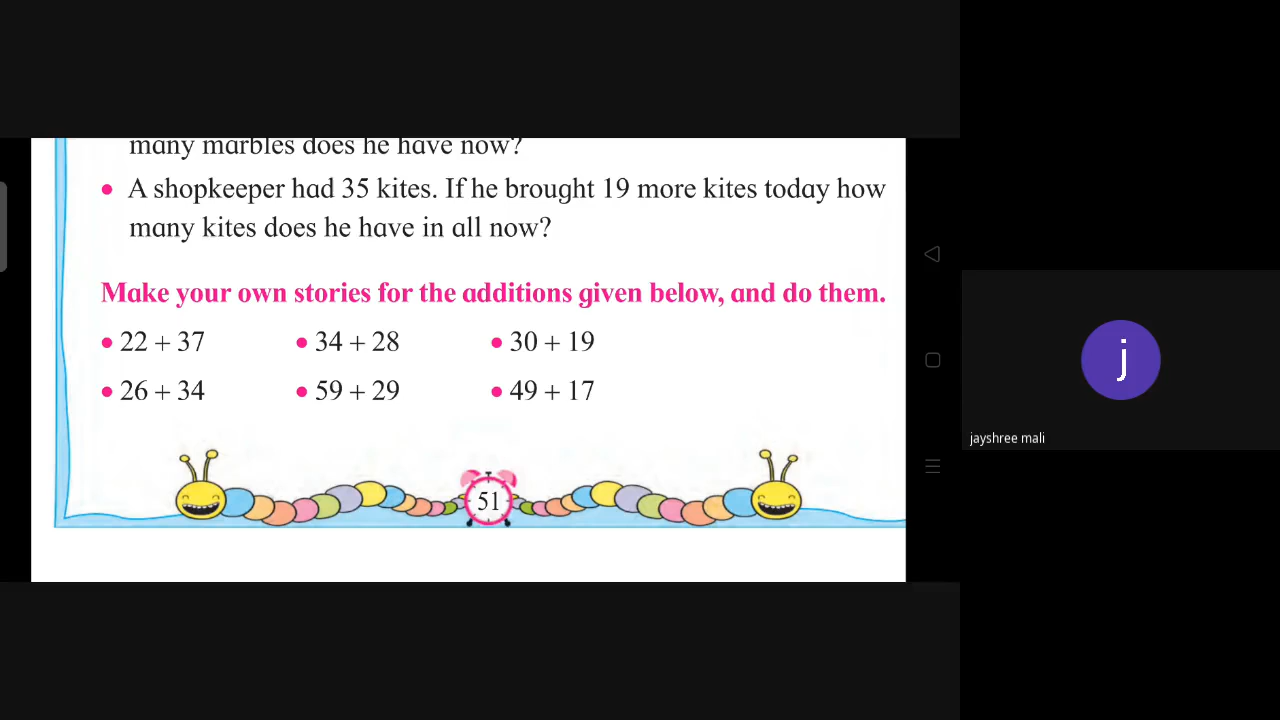 many marbles does he have now?
• A shopkeeper had 35 kites. If he brought 19 more kites today how
many kites does he have in all now?
Make your own stories for the additions given below, and do them.
• 22 + 37 • 34 + 28 • 30 + 19
• 26 + 34 • 59 + 29 • 49 + 17
51
j
jayshree mali